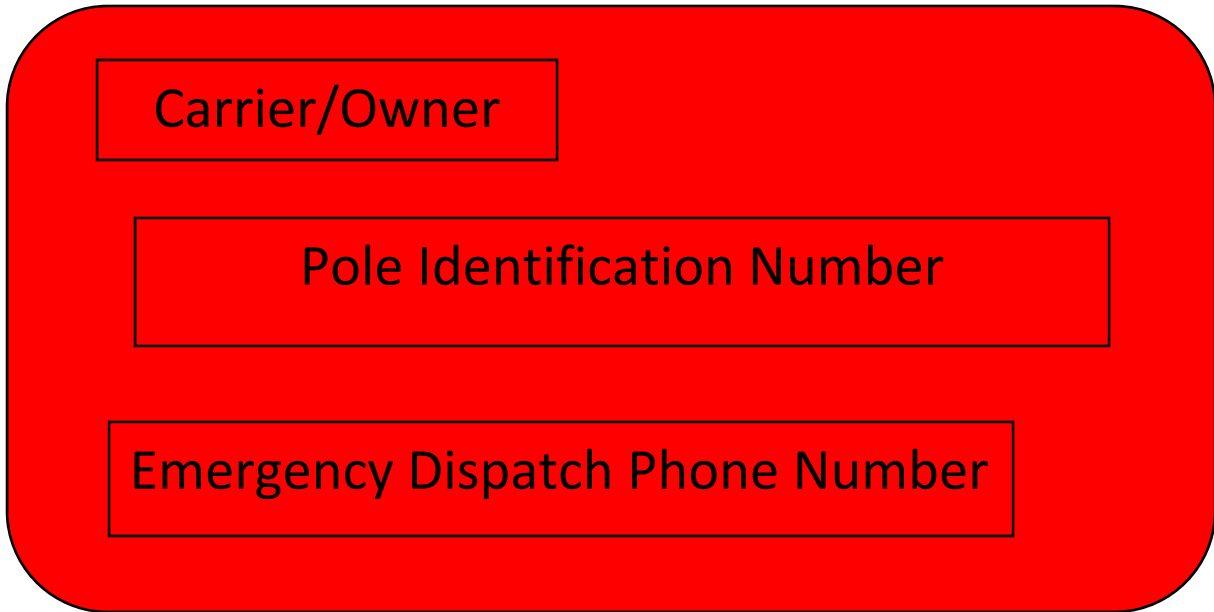 Carrier/Owner
Pole Identification Number
Emergency Dispatch Phone Number